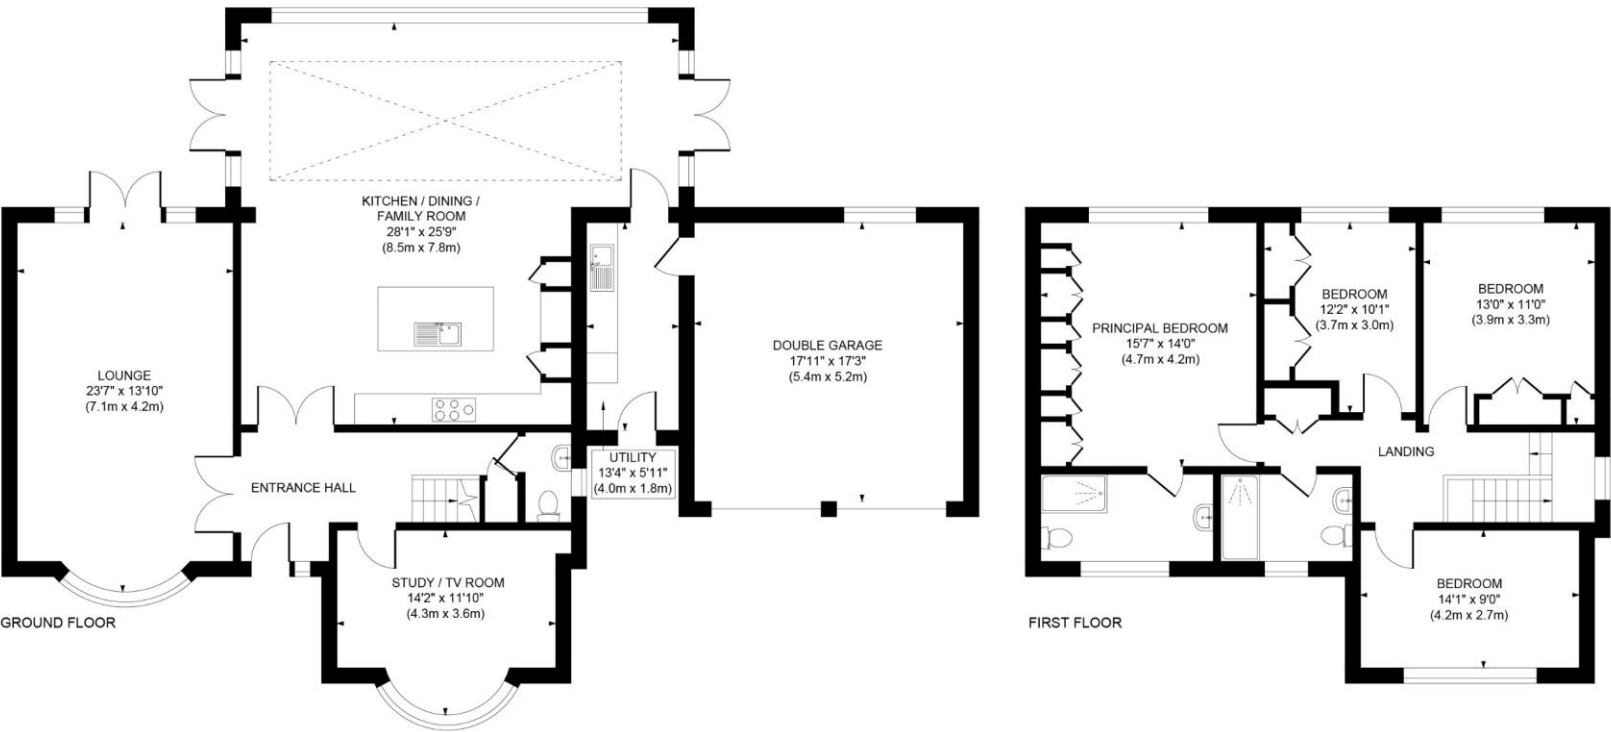 KITCHEN / DINING /
FAMILY ROOM
28'1" x 25'9"
(8.5m x 7.8m)
LOUNGE
23'7" x 13'10"
(7.1m x 4.2m)
DOUBLE GARAGE
17'11" x 17'3"
(5.4m x 5.2m)
UTILITY
13'4" x 5'11"
(4.0m x 1.8m)
ENTRANCE HALL
STUDY / TV ROOM
14'2" x 11'10"
(4.3m x 3.6m)
GROUND FLOOR
PRINCIPAL BEDROOM
15'7" x 14'0"
(4.7m x 4.2m)
BEDROOM
12'2" x 10'1"
(3.7m x 3.0m)
BEDROOM
13'0" x 11'0"
(3.9m x 3.3m)
LANDING
BEDROOM
14'1" x 9'0"
(4.2m x 2.7m)
FIRST FLOOR